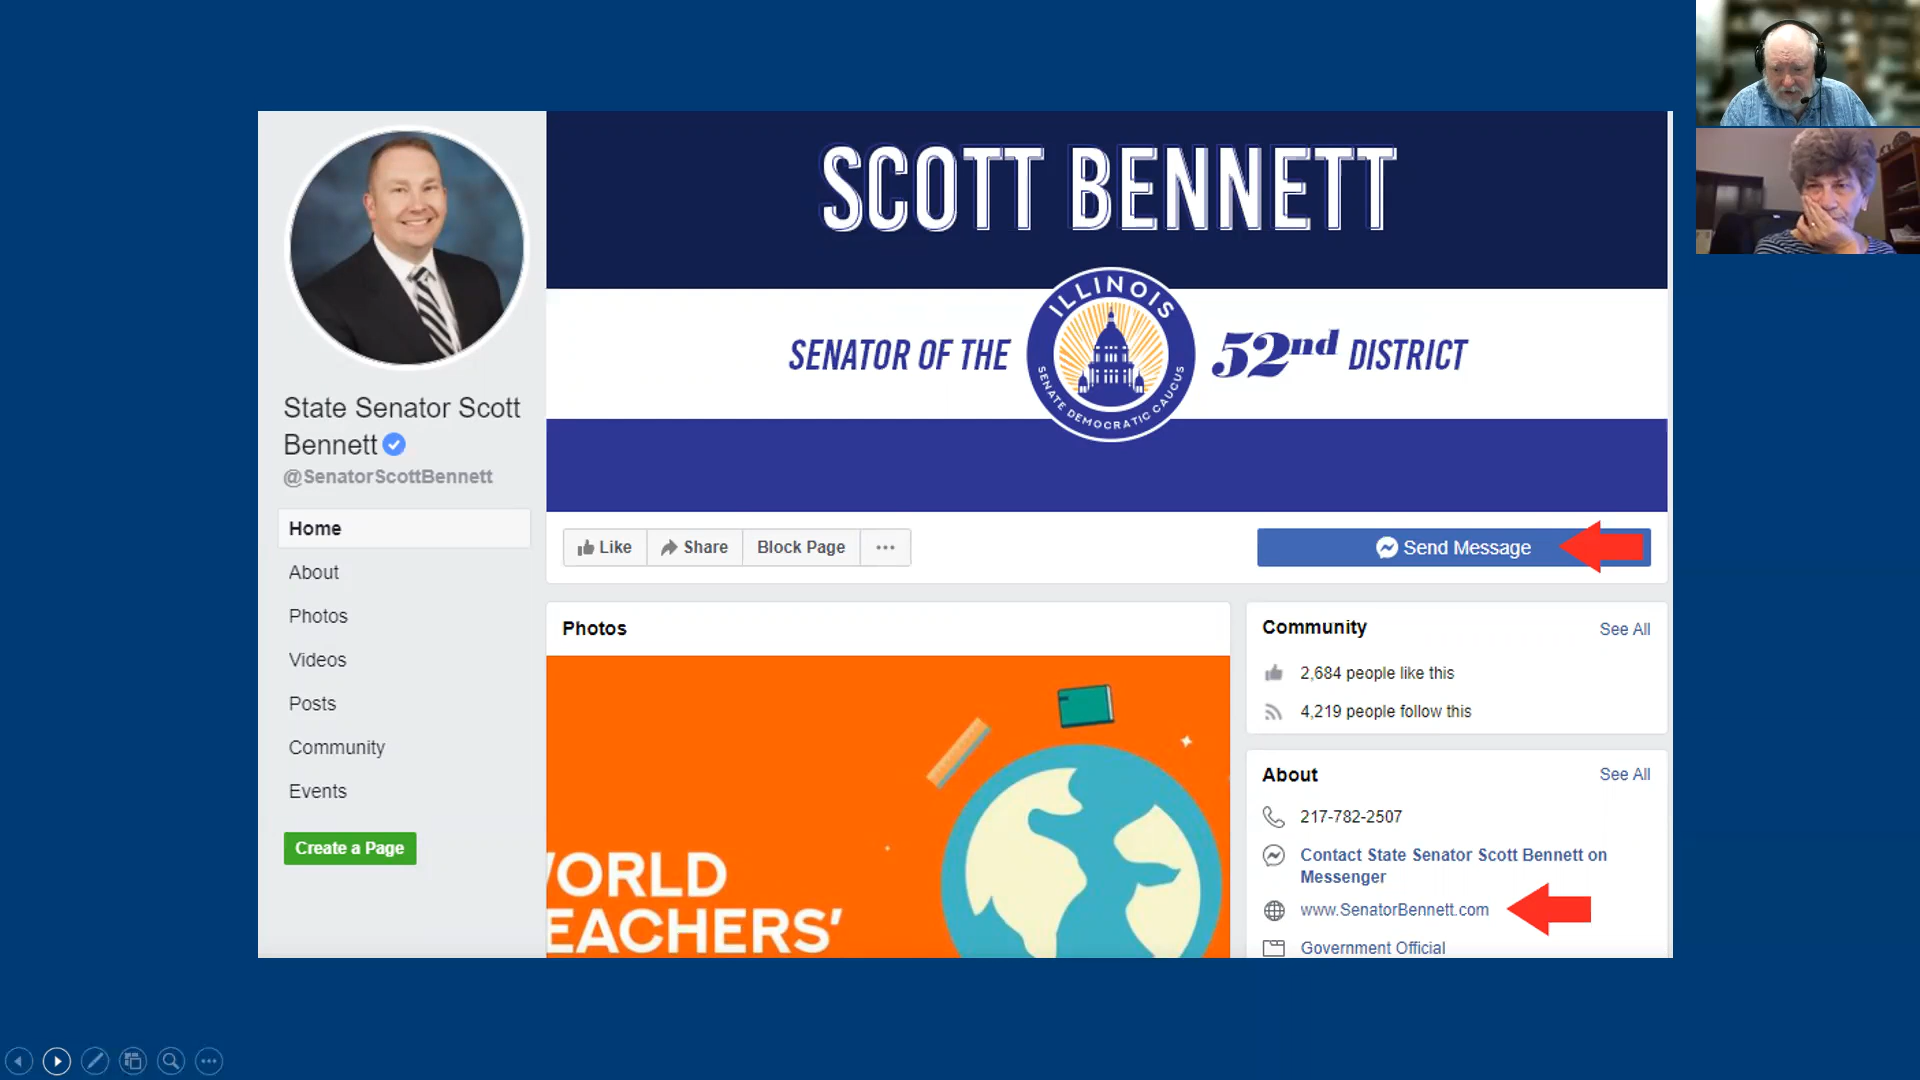 SCOTT BENNETT
SENATOR OF THE
ILLINOIS
SENATE DEMOCRATIC CAUCUS
52nd DISTRICT
State Senator Scott
Bennett
@SenatorScottBennett
Home
About
Photos
Videos
Posts
Community
Events
Create a Page
Like
Share
Block Page
Send Message
Photos
ORLD
EACHERS’
Community
See All
2,684 people like this
4,219 people follow this
About
See All
217-782-2507
Contact State Senator Scott Bennett on
Messenger
www.SenatorBennett.com
Government Official